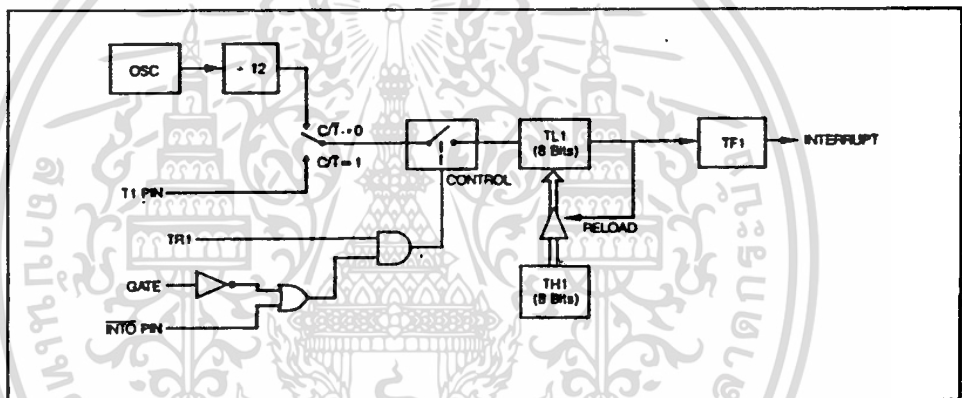 OSC
÷ 12
C/T̅ = 0
C/T̅ = 1
T1 PIN
CONTROL
TL1
(8 Bits)
TF1
INTERRUPT
RELOAD
TR1
GATE
I̅N̅T̅O̅ PIN
TH1
(8 Bits)